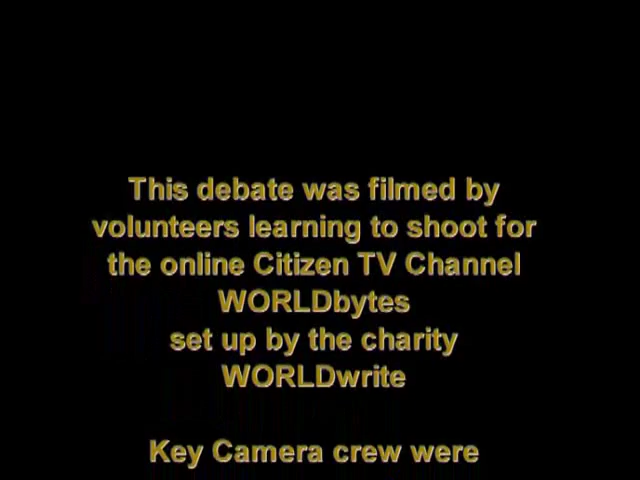 This debate was filmed by
volunteers learning to shoot for
the online Citizen TV Channel
WORLDbytes
set up by the charity
WORLDwrite
Key Camera crew were